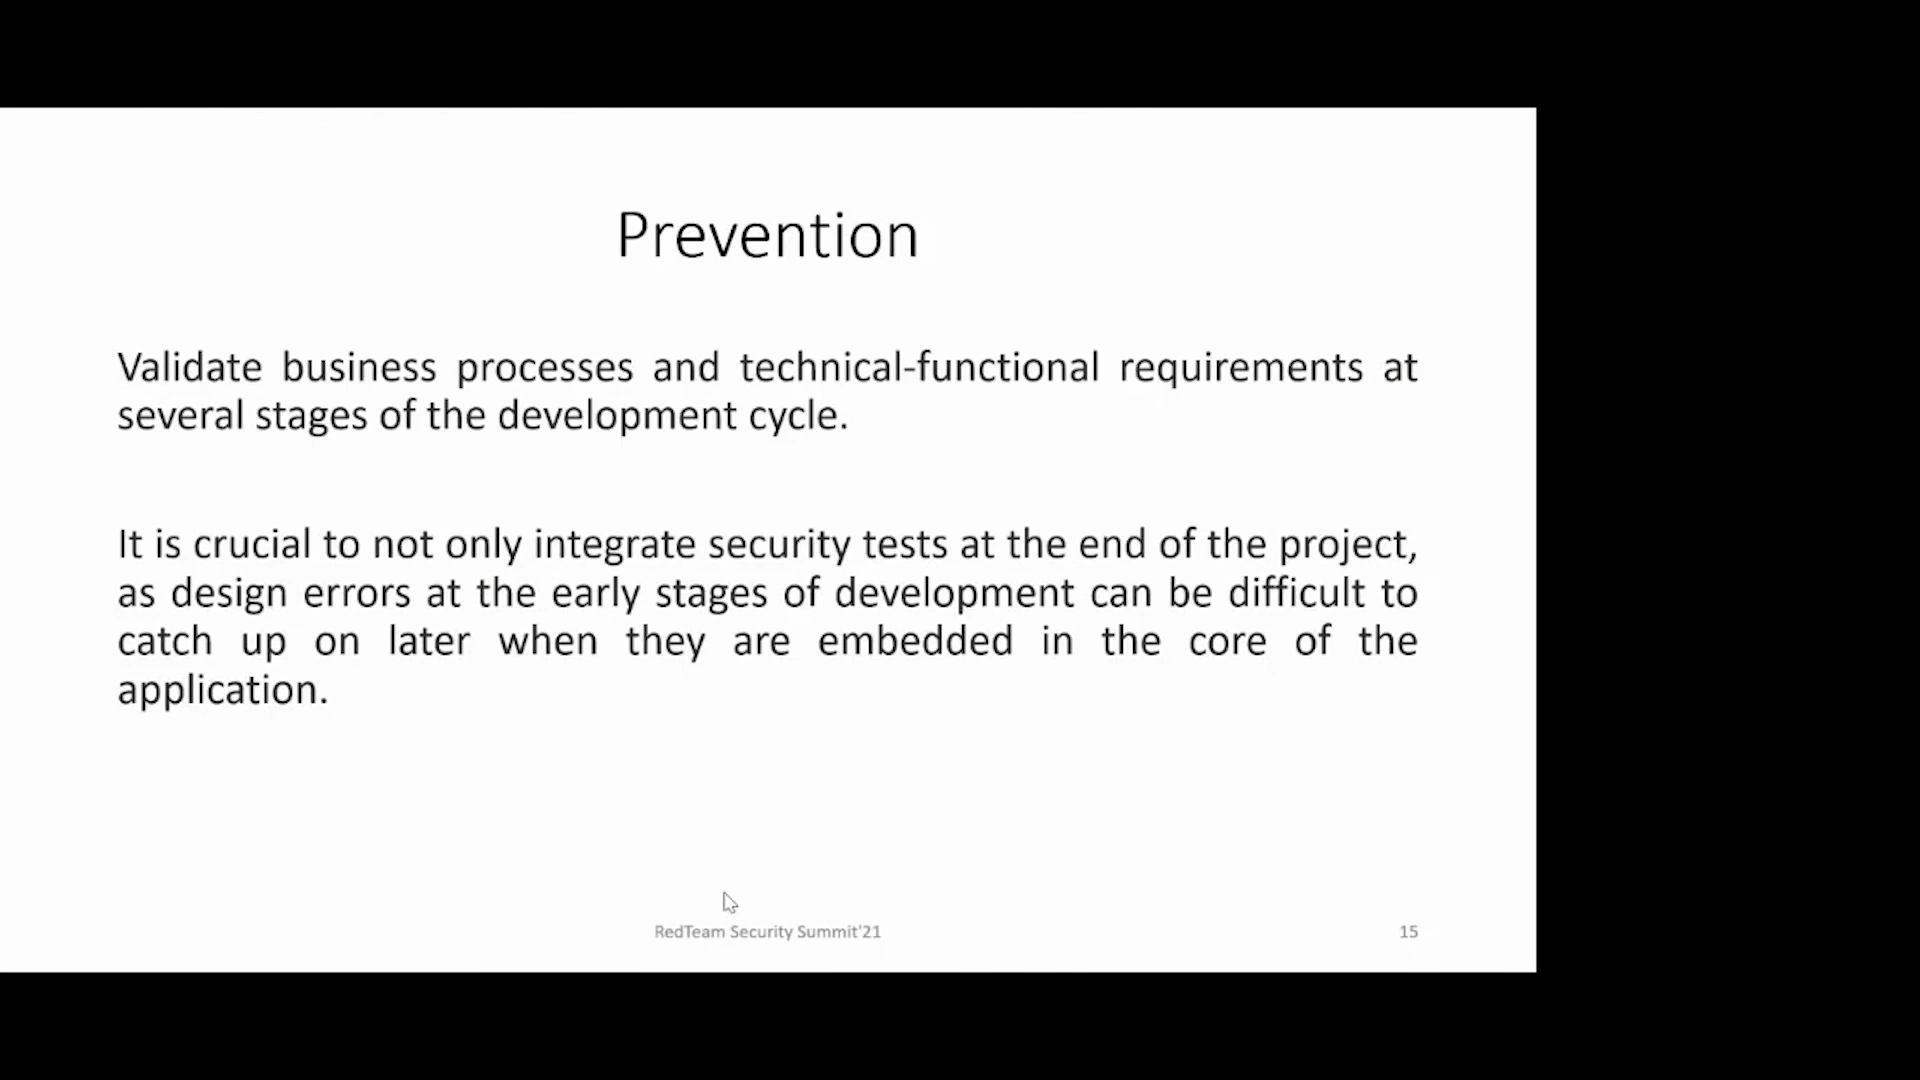 Prevention
Validate business processes and technical-functional requirements at
several stages of the development cycle.
It is crucial to not only integrate security tests at the end of the project,
as design errors at the early stages of development can be difficult to
catch up on later when they are embedded in the core of the
application.
RedTeam Security Summit'21
15